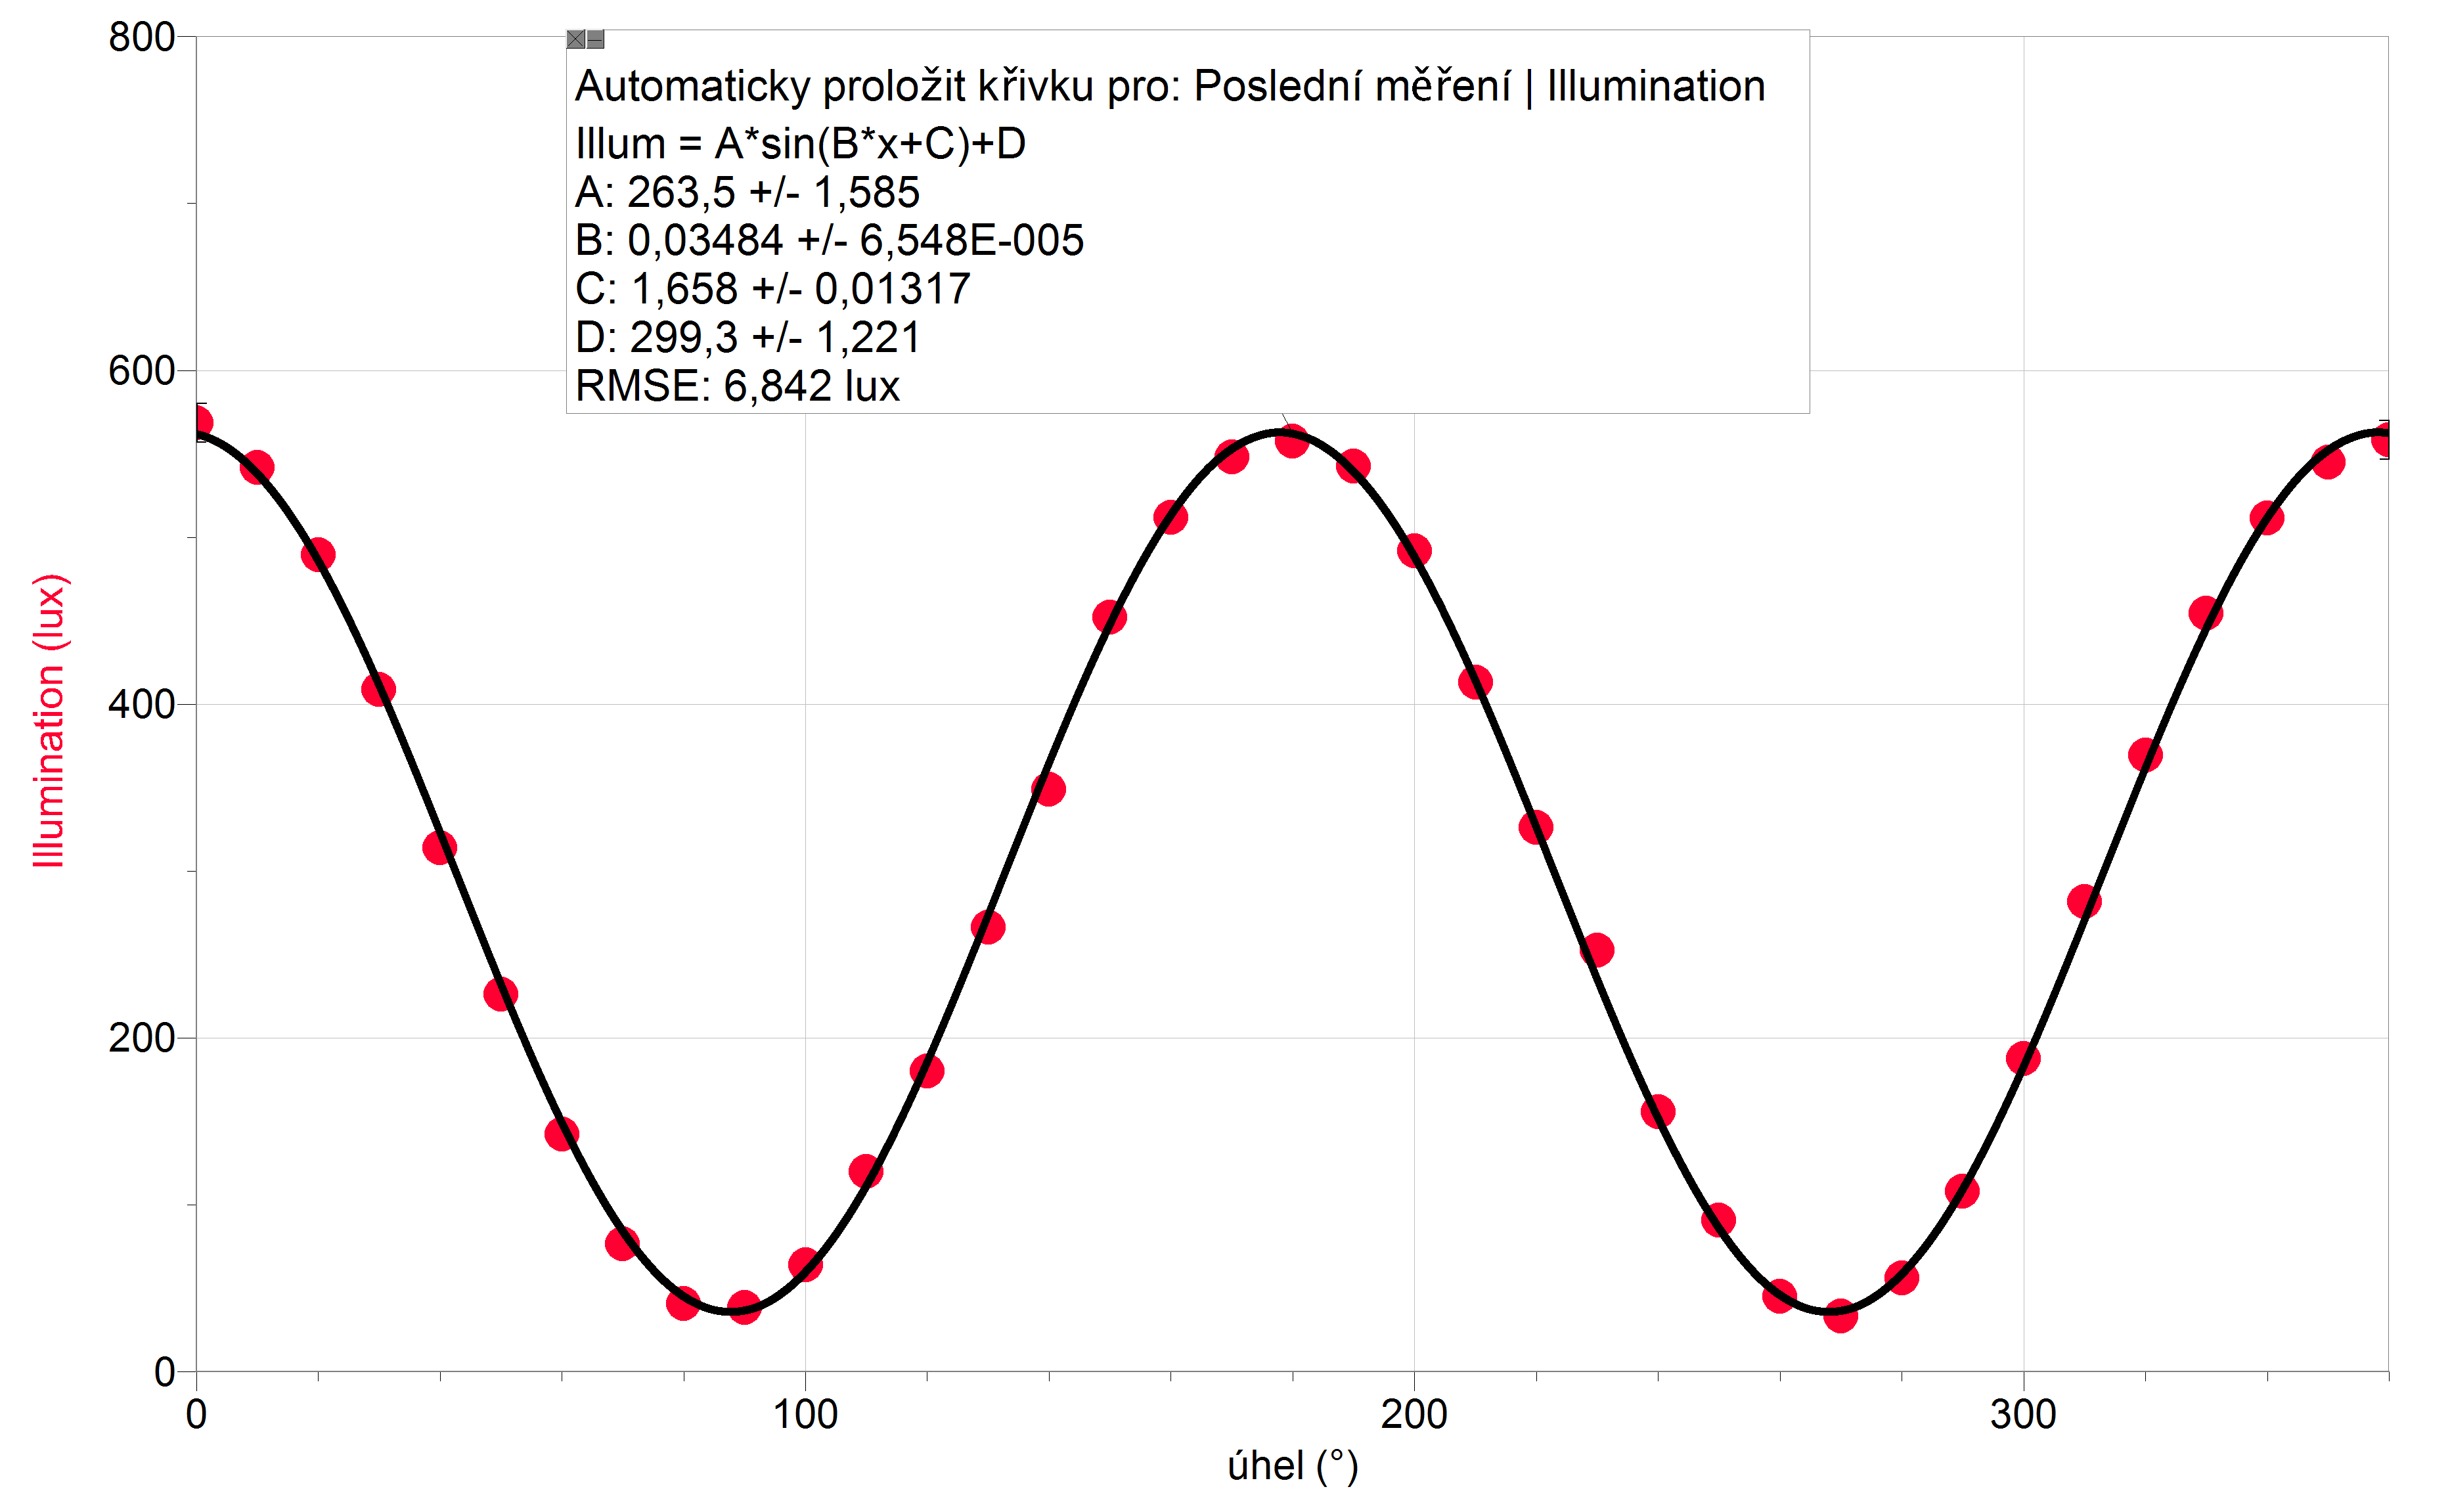 Automaticky proložit křivku pro: Poslední měření | Illumination
Illum = A*sin(B*x+C)+D
A: 263,5 +/- 1,585
B: 0,03484 +/- 6,548E-005
C: 1,658 +/- 0,01317
D: 299,3 +/- 1,221
RMSE: 6,842 lux
800
600
400
200
0
Illumination (lux)
0
100
200
300
úhel (°)